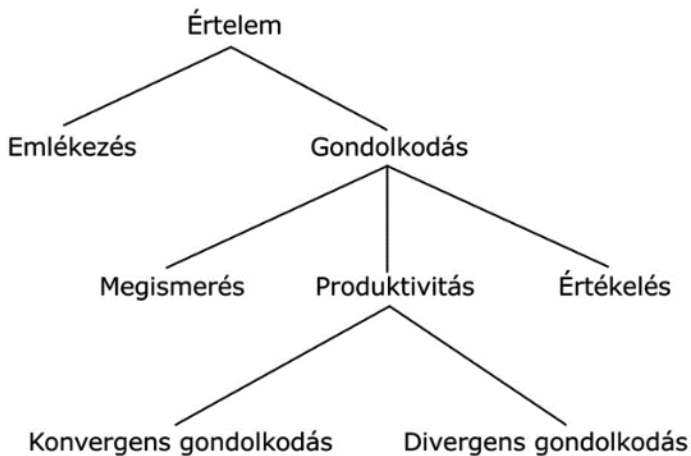 Értelem
Emlékezés Gondolkodás
Megismerés Produktivitás Értékelés
Konvergens gondolkodás Divergens gondolkodás